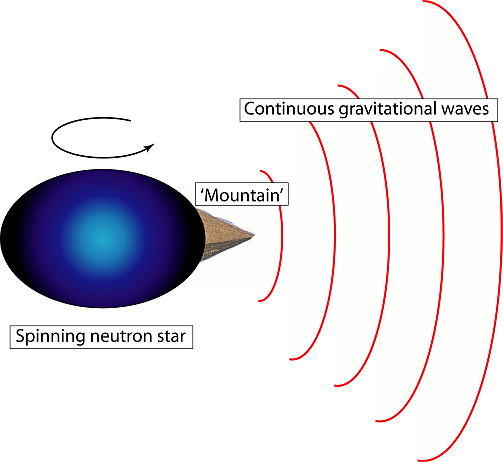 Continuous gravitational waves
'Mountain'
Spinning neutron star